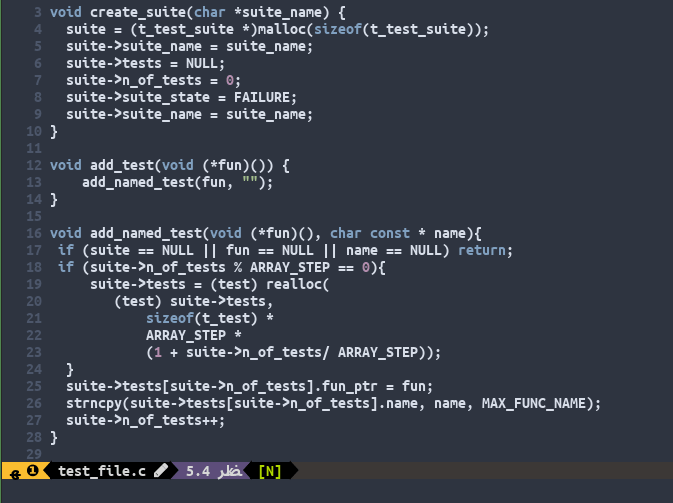 3 void create_suite(char *suite_name) {
4   suite = (t_test_suite *)malloc(sizeof(t_test_suite));
5   suite->suite_name = suite_name;
6   suite->tests = NULL;
7   suite->n_of_tests = 0;
8   suite->suite_state = FAILURE;
9   suite->suite_name = suite_name;
10 }
11
12 void add_test(void (*fun)()) {
13     add_named_test(fun, "");
14 }
15
16 void add_named_test(void (*fun)(), char const * name){
17  if (suite == NULL || fun == NULL || name == NULL) return;
18  if (suite->n_of_tests % ARRAY_STEP == 0){
19      suite->tests = (test) realloc(
20         (test) suite->tests,
21             sizeof(t_test) *
22             ARRAY_STEP *
23             (1 + suite->n_of_tests/ ARRAY_STEP));
24   }
25   suite->tests[suite->n_of_tests].fun_ptr = fun;
26   strncpy(suite->tests[suite->n_of_tests].name, name, MAX_FUNC_NAME);
27   suite->n_of_tests++;
28 }
29
❶ test_file.c 5.4 نظر [N]